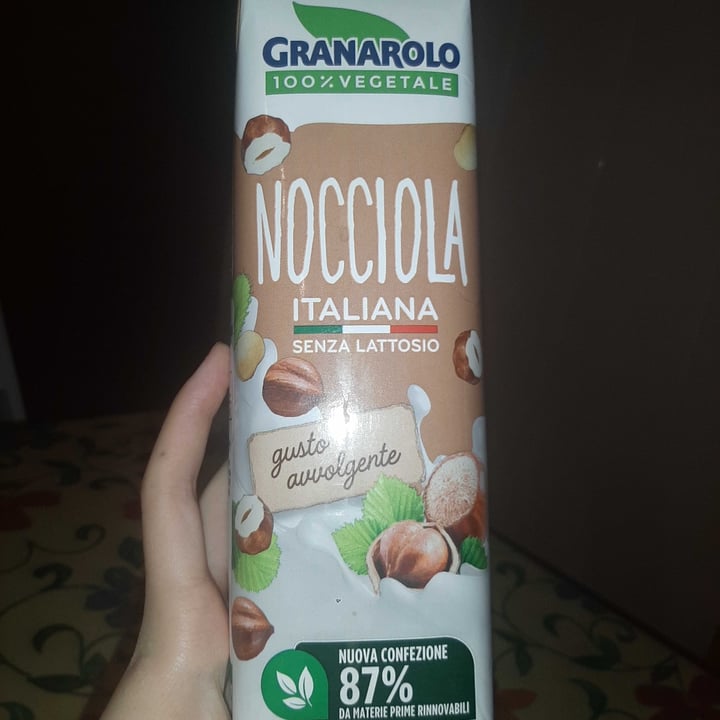 GRANAROLO
100% VEGETALE
NOCCIOLA
ITALIANA
SENZA LATTOSIO
gusto
avvolgente
NUOVA CONFEZIONE
87%
DA MATERIE PRIME RINNOVABILI